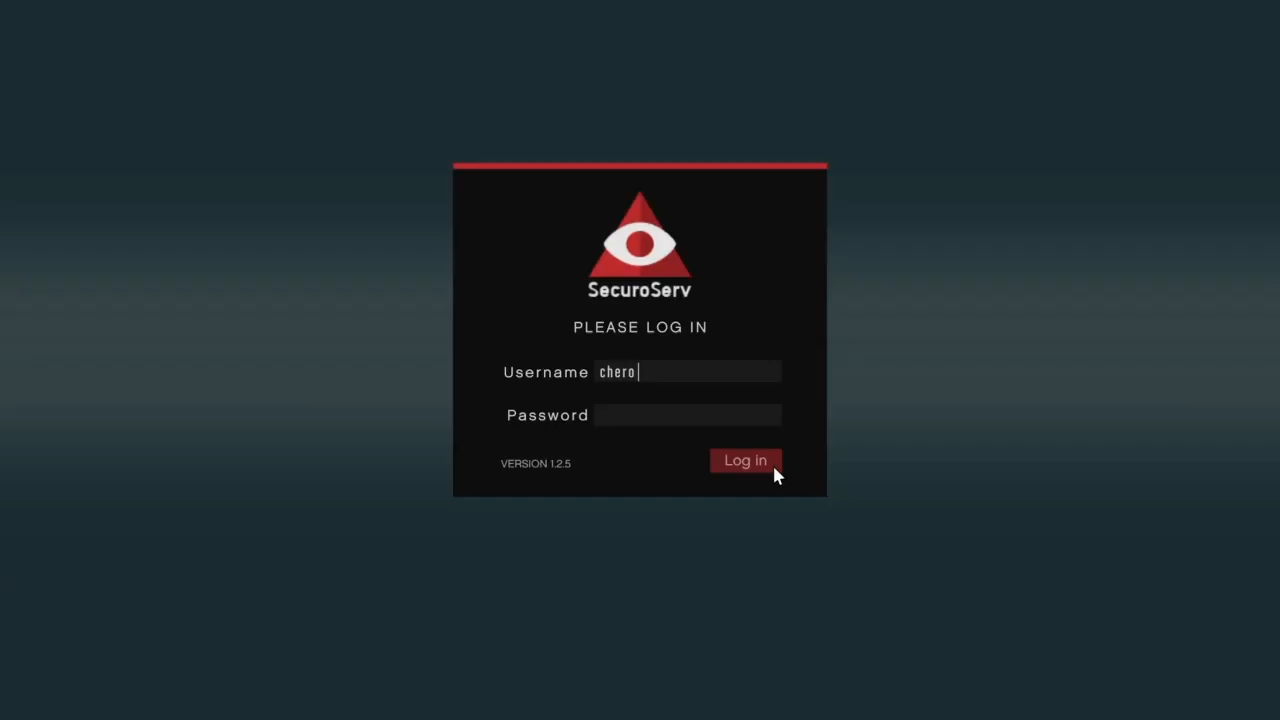 SecuroServ
PLEASE LOG IN
Username chero
Password
VERSION 1.2.5 Log in